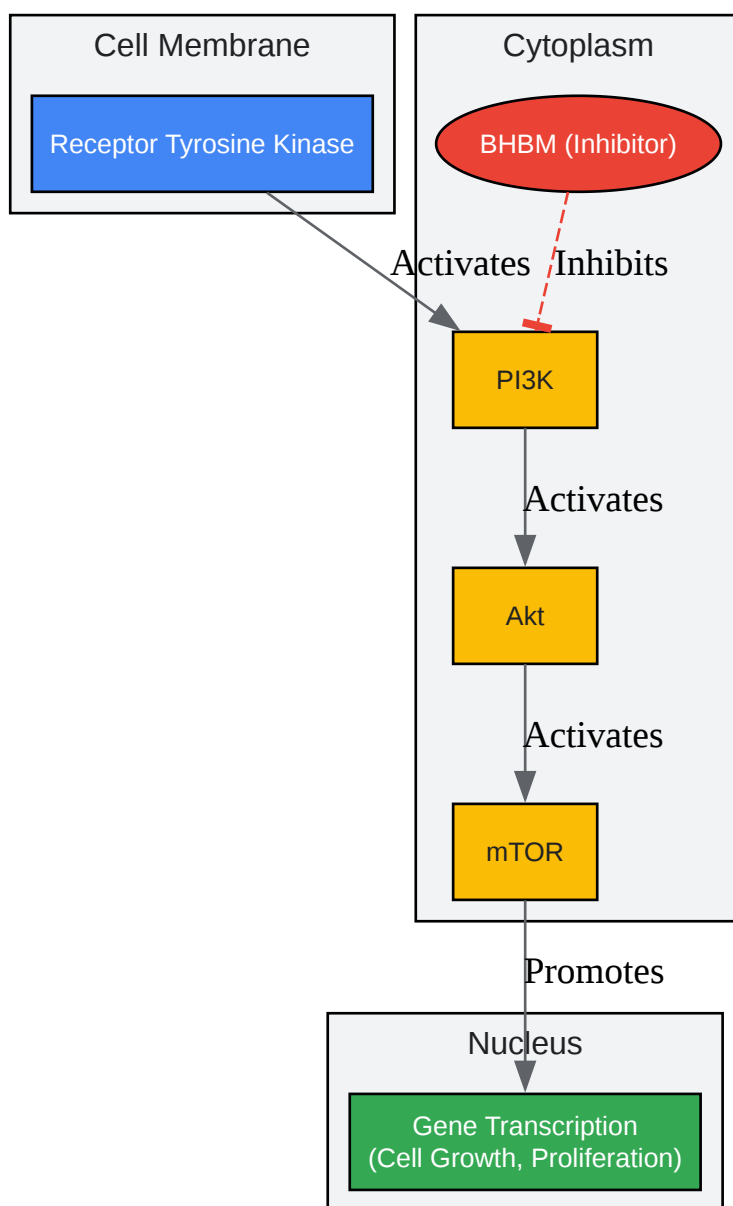 Cell Membrane
Receptor Tyrosine Kinase
Cytoplasm
BHBM (Inhibitor)
Activates
Inhibits
PI3K
Activates
Akt
Activates
mTOR
Promotes
Nucleus
Gene Transcription
(Cell Growth, Proliferation)